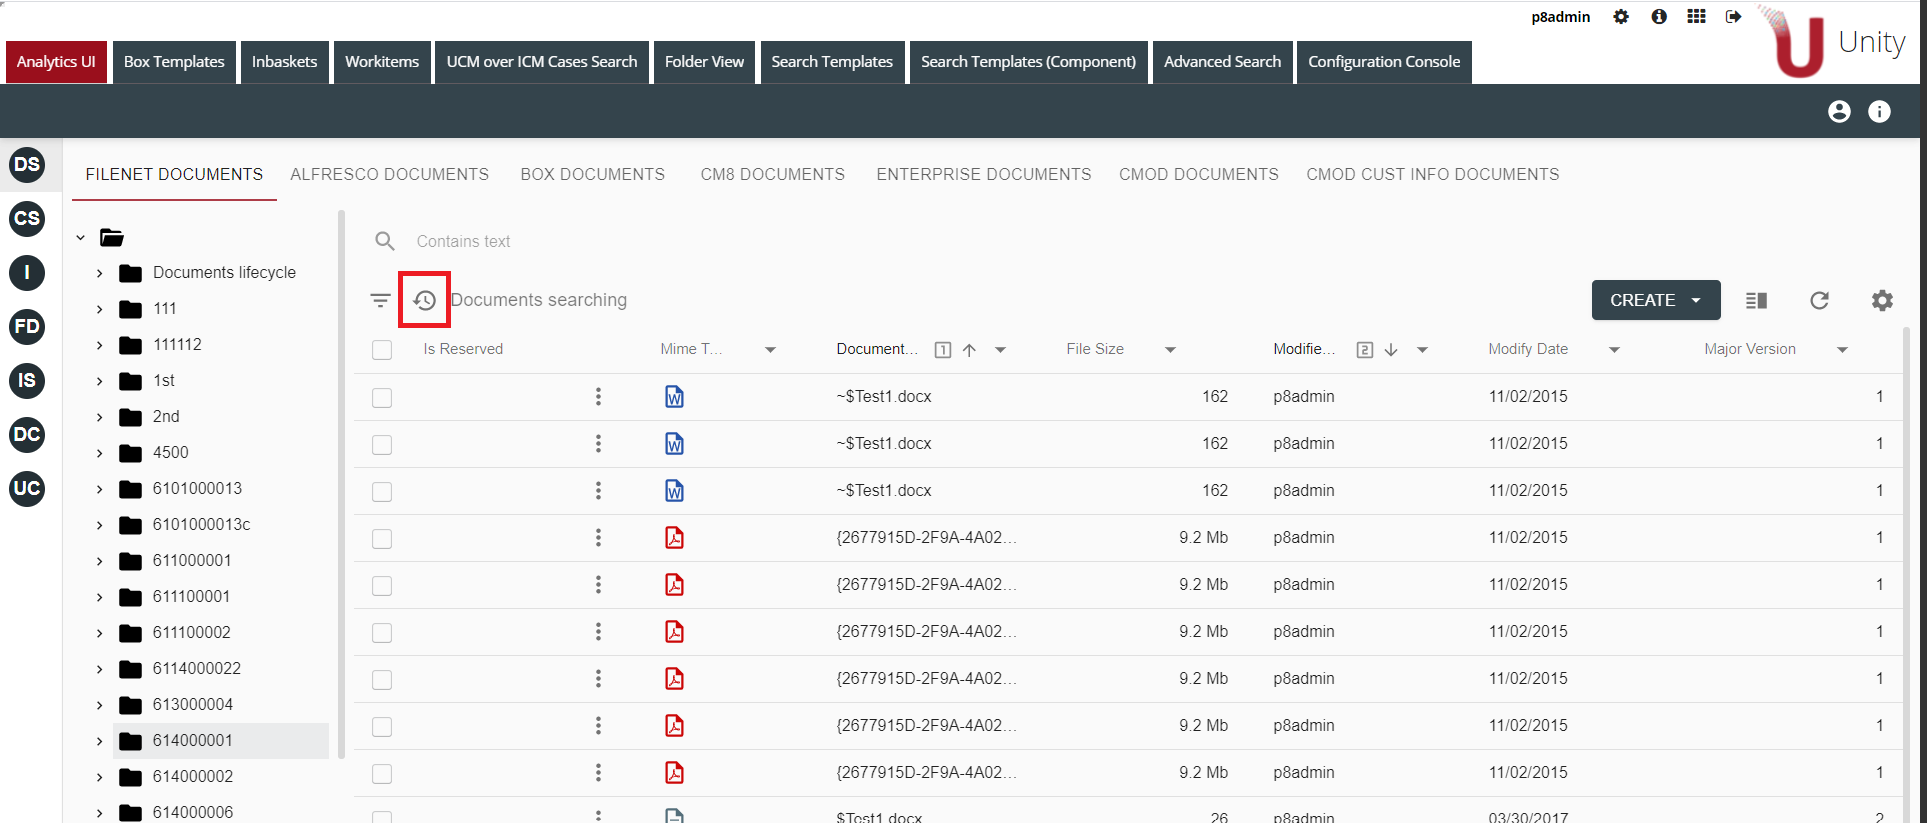 p8admin
Unity
Analytics UI Box Templates Inbaskets Workitems UCM over ICM Cases Search Folder View Search Templates Search Templates (Component) Advanced Search Configuration Console
DS
CS
I
FD
IS
DC
UC
FILENET DOCUMENTS ALFRESCO DOCUMENTS BOX DOCUMENTS CM8 DOCUMENTS ENTERPRISE DOCUMENTS CMOD DOCUMENTS CMOD CUST INFO DOCUMENTS
Documents lifecycle
111
111112
1st
2nd
4500
6101000013
6101000013c
611000001
611100001
611100002
6114000022
613000004
614000001
614000002
614000006
Contains text
Documents searching
CREATE
Is Reserved Mime T... Document... 1 File Size Modifie... 2 Modify Date Major Version
~$Test1.docx 162 p8admin 11/02/2015 1
~$Test1.docx 162 p8admin 11/02/2015 1
~$Test1.docx 162 p8admin 11/02/2015 1
{2677915D-2F9A-4A02... 9.2 Mb p8admin 11/02/2015 1
{2677915D-2F9A-4A02... 9.2 Mb p8admin 11/02/2015 1
{2677915D-2F9A-4A02... 9.2 Mb p8admin 11/02/2015 1
{2677915D-2F9A-4A02... 9.2 Mb p8admin 11/02/2015 1
{2677915D-2F9A-4A02... 9.2 Mb p8admin 11/02/2015 1
{2677915D-2F9A-4A02... 9.2 Mb p8admin 11/02/2015 1
$Test1.docx 26 p8admin 03/30/2017 2